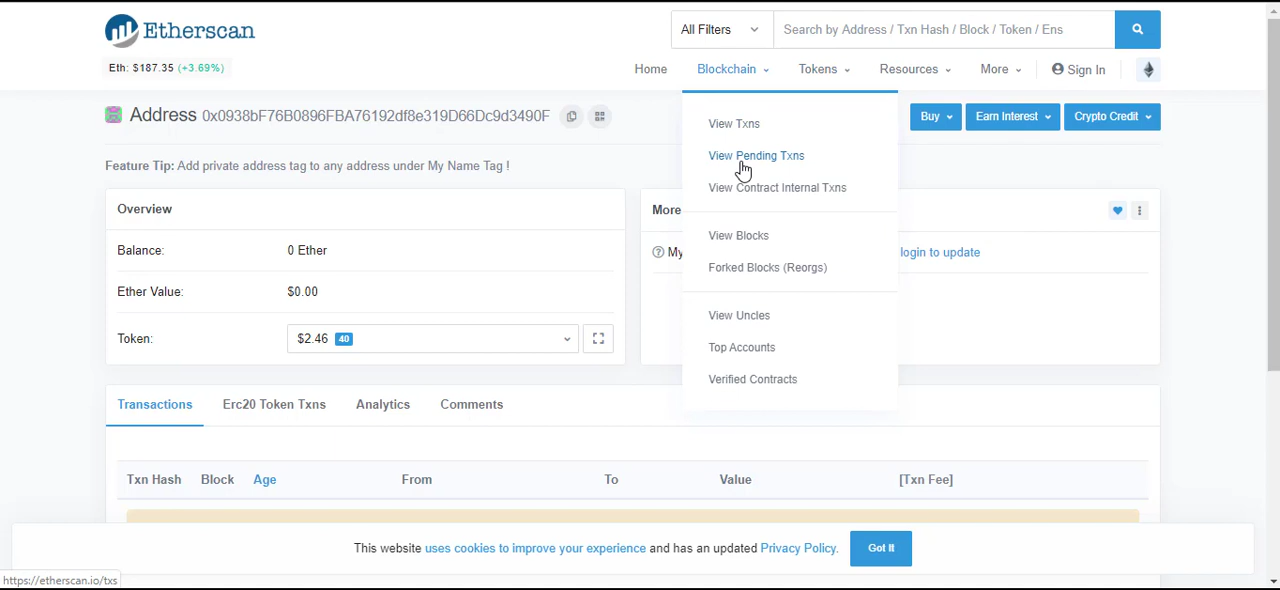 Etherscan
All Filters
Search by Address / Txn Hash / Block / Token / Ens
Eth: $187.35 (+3.69%)
Home
Blockchain
Tokens
Resources
More
Sign In
Address 0x0938bF76B0896FBA76192df8e319D66Dc9d3490F
Buy
Earn Interest
Crypto Credit
Feature Tip: Add private address tag to any address under My Name Tag !
View Txns
View Pending Txns
View Contract Internal Txns
View Blocks
Forked Blocks (Reorgs)
View Uncles
Top Accounts
Verified Contracts
Overview
Balance:
0 Ether
Ether Value:
$0.00
Token:
$2.46 40
More
My
login to update
Transactions
Erc20 Token Txns
Analytics
Comments
Txn Hash
Block
Age
From
To
Value
[Txn Fee]
This website uses cookies to improve your experience and has an updated Privacy Policy.
Got It
https://etherscan.io/txs